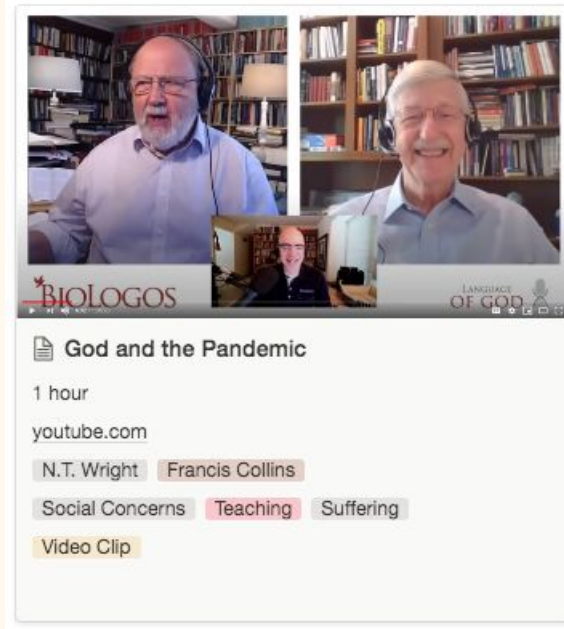 BIOLOGOS
LANGUAGE
OF GOD
God and the Pandemic
1 hour
youtube.com
N.T. Wright Francis Collins
Social Concerns Teaching Suffering
Video Clip